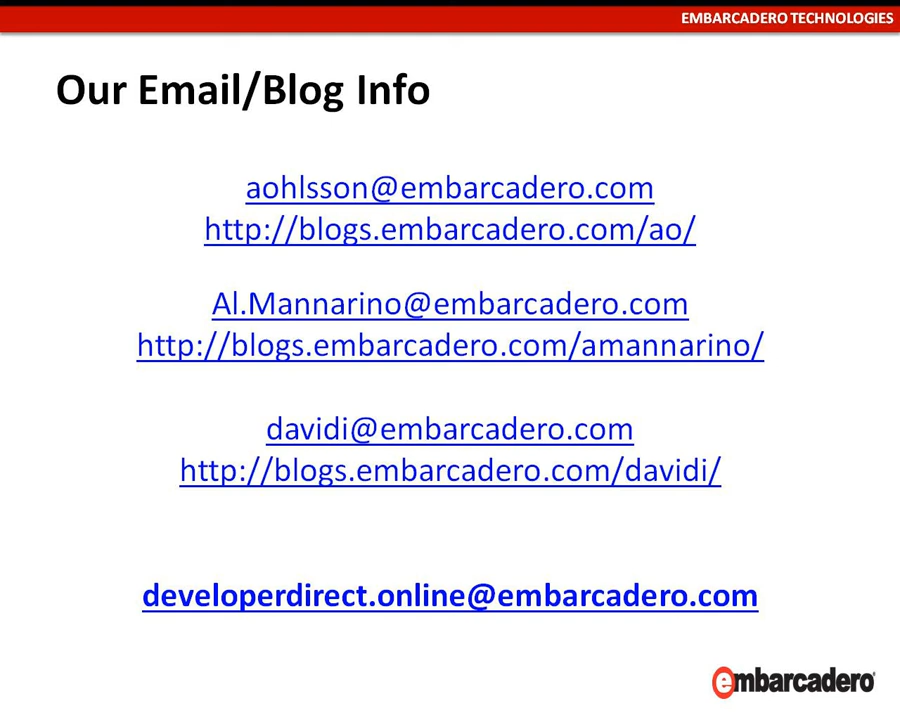 EMBARCADERO TECHNOLOGIES
Our Email/Blog Info
aohlsson@embarcadero.com
http://blogs.embarcadero.com/ao/
Al.Mannarino@embarcadero.com
http://blogs.embarcadero.com/amannarino/
davidi@embarcadero.com
http://blogs.embarcadero.com/davidi/
developerdirect.online@embarcadero.com
embarcadero